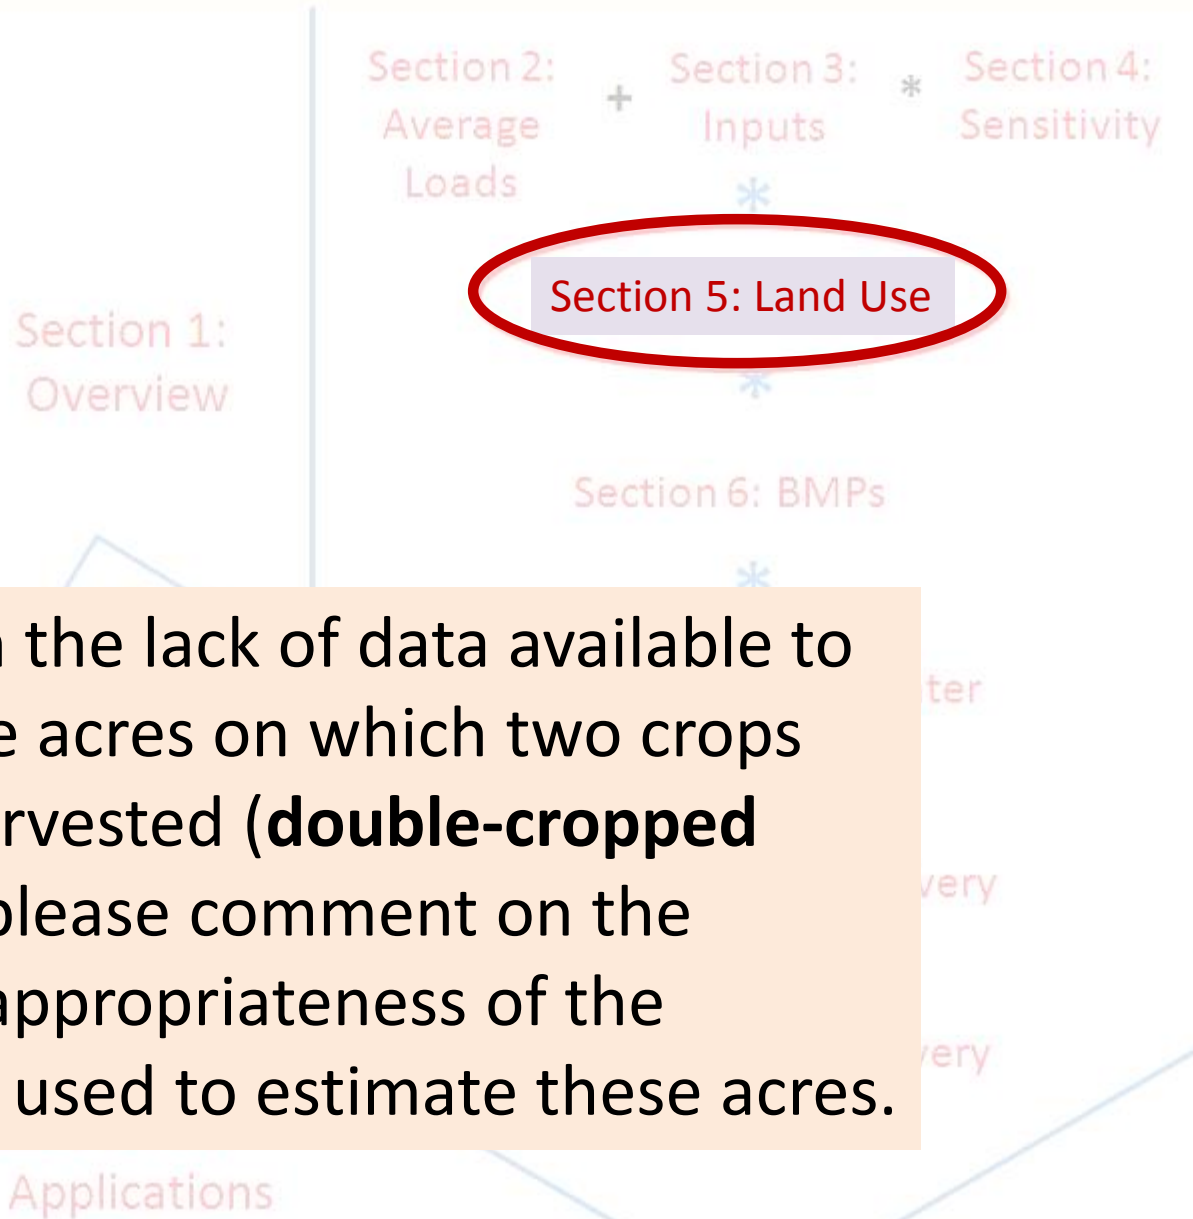 Section 2:
Average
Loads
+
Section 3:
Inputs
*
Section 4:
Sensitivity
*
Section 5: Land Use
*
Section 1:
Overview
Section 6: BMPs
*
the lack of data available to
acres on which two crops
rvested (double-cropped
please comment on the
appropriateness of the
used to estimate these acres.
ter
very
very
Applications